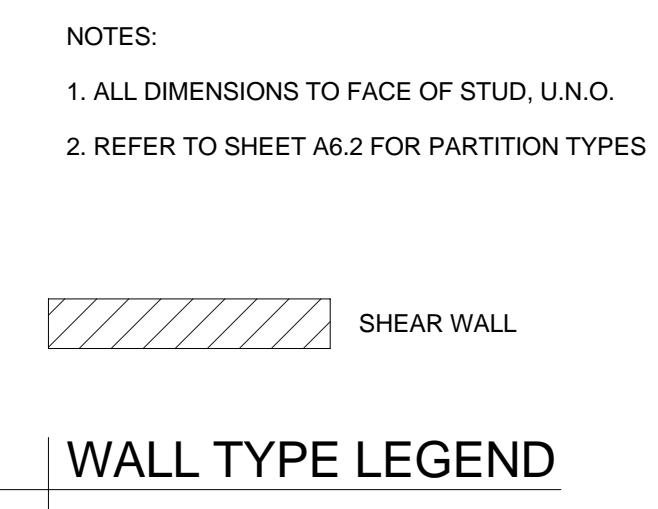 NOTES:
1. ALL DIMENSIONS TO FACE OF STUD, U.N.O.
2. REFER TO SHEET A6.2 FOR PARTITION TYPES
SHEAR WALL
WALL TYPE LEGEND